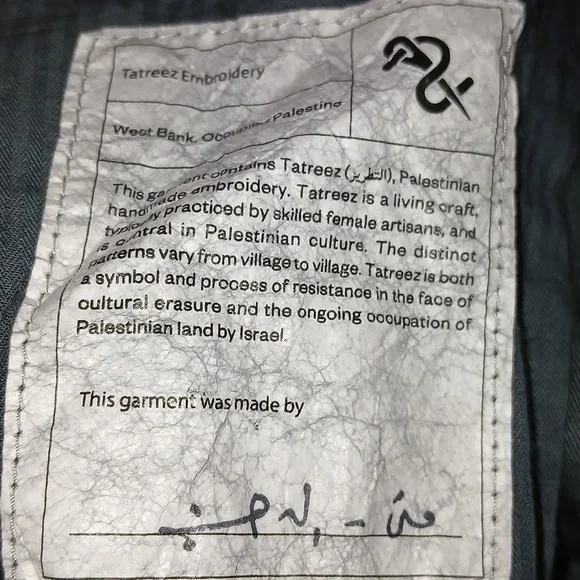 Tatreez Embroidery
West Bank, Occupied Palestine
This garment contains Tatreez (التطريز), Palestinian
handmade embroidery. Tatreez is a living craft,
typically practiced by skilled female artisans, and
is central in Palestinian culture. The distinct
patterns vary from village to village. Tatreez is both
a symbol and process of resistance in the face of
cultural erasure and the ongoing occupation of
Palestinian land by Israel.
This garment was made by